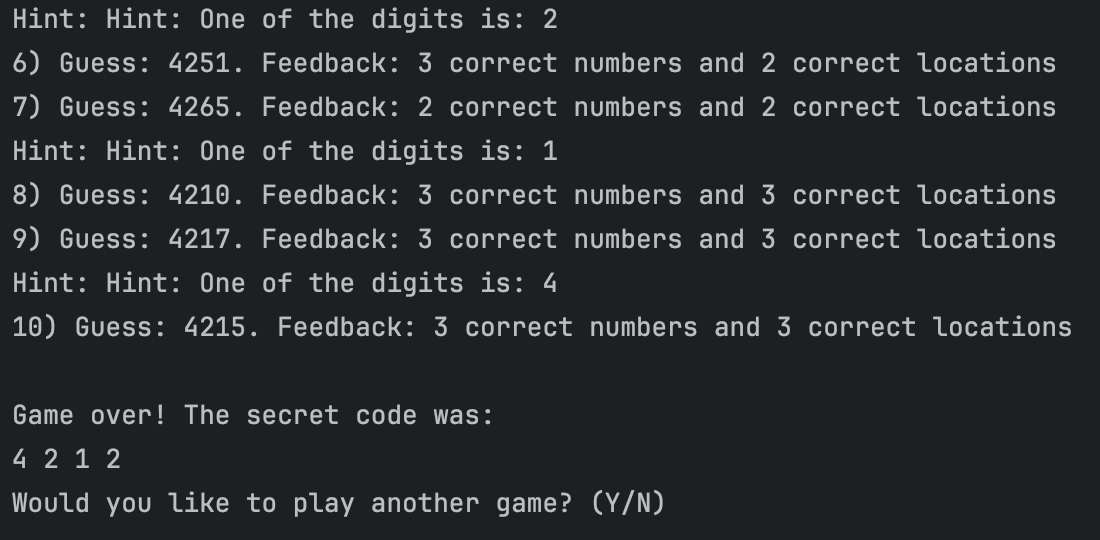 Hint: Hint: One of the digits is: 2
6) Guess: 4251. Feedback: 3 correct numbers and 2 correct locations
7) Guess: 4265. Feedback: 2 correct numbers and 2 correct locations
Hint: Hint: One of the digits is: 1
8) Guess: 4210. Feedback: 3 correct numbers and 3 correct locations
9) Guess: 4217. Feedback: 3 correct numbers and 3 correct locations
Hint: Hint: One of the digits is: 4
10) Guess: 4215. Feedback: 3 correct numbers and 3 correct locations
Game over! The secret code was:
4 2 1 2
Would you like to play another game? (Y/N)